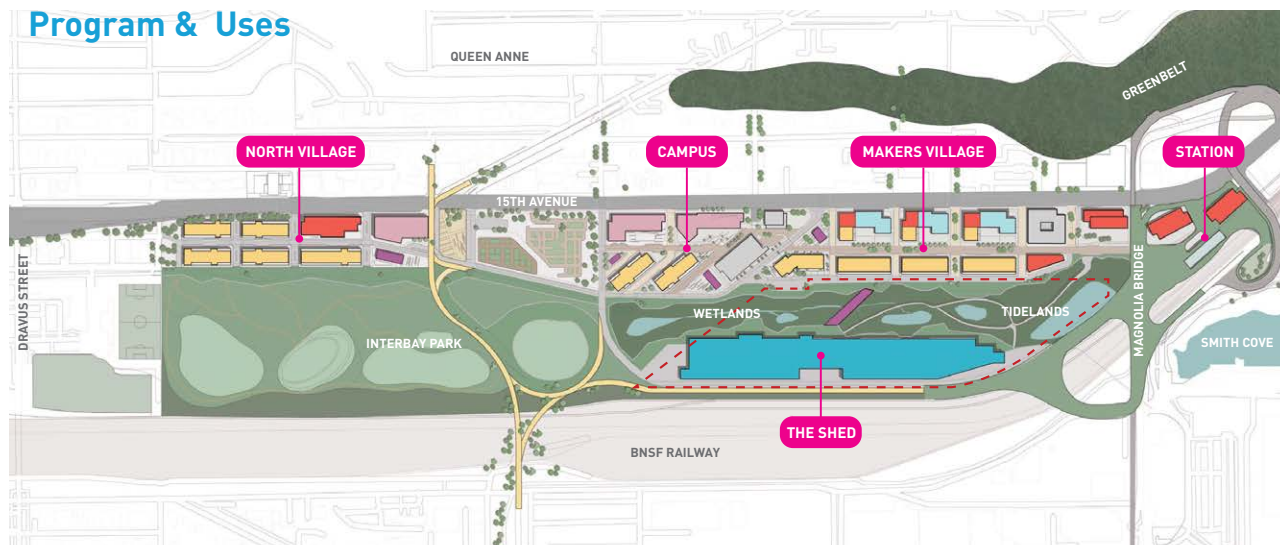 Program & Uses
QUEEN ANNE
GREENBELT
NORTH VILLAGE
CAMPUS
MAKERS VILLAGE
STATION
15TH AVENUE
DRAVUS STREET
INTERBAY PARK
WETLANDS
TIDELANDS
MAGNOLIA BRIDGE
SMITH COVE
THE SHED
BNSF RAILWAY